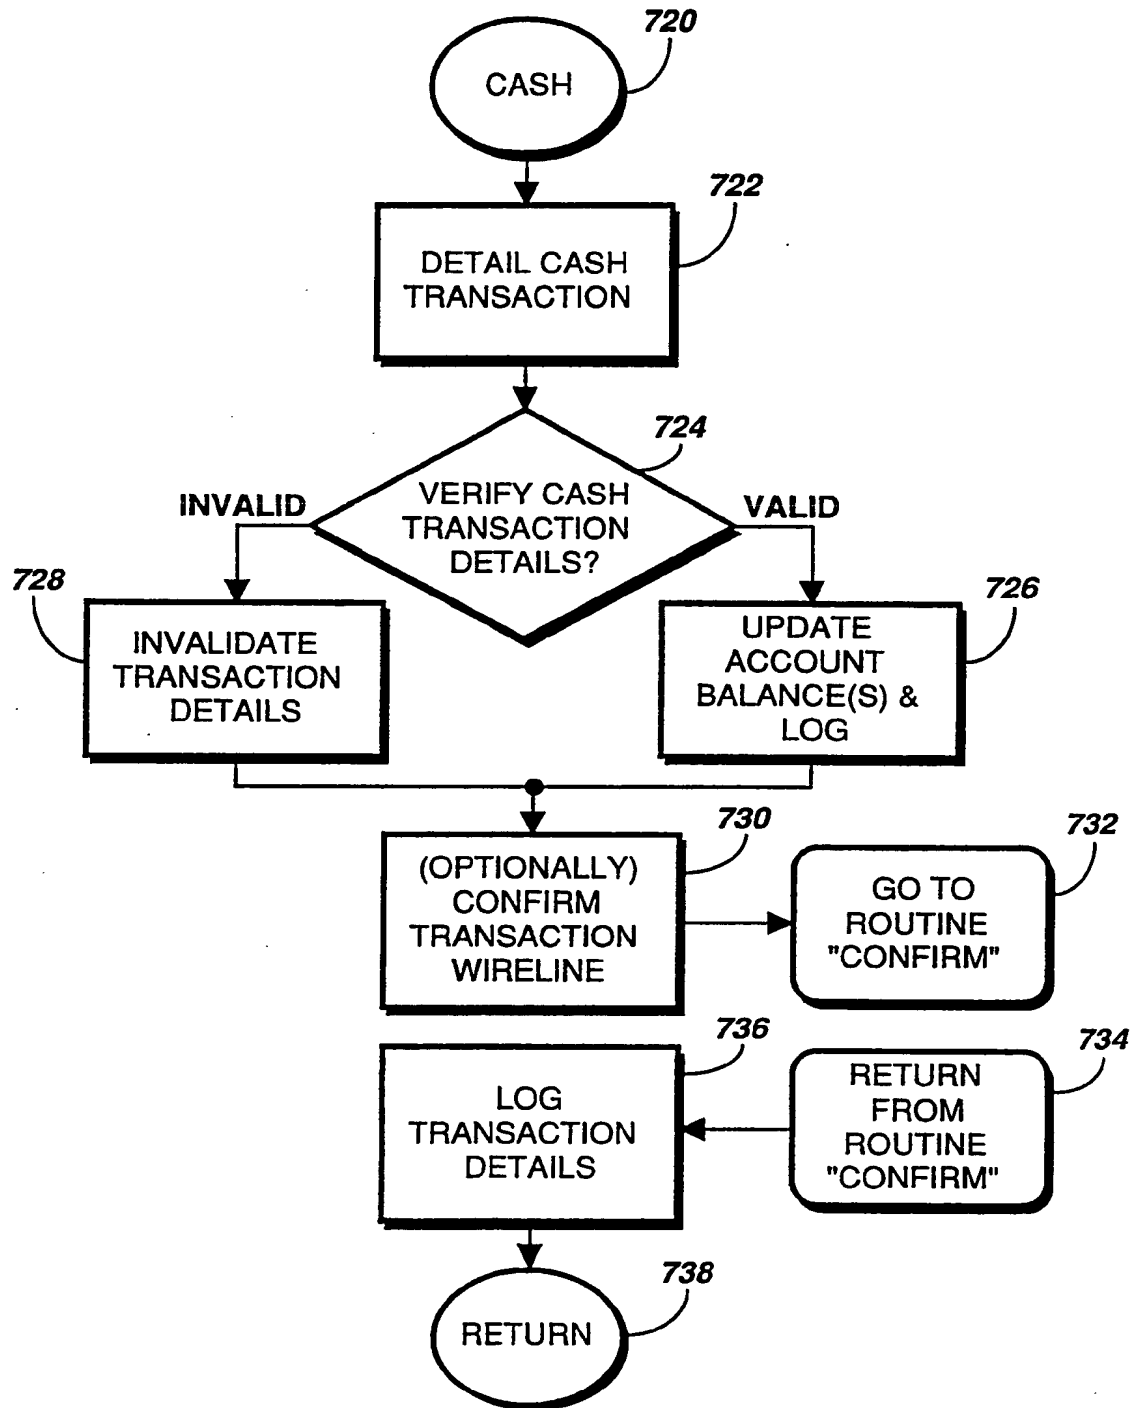 720
CASH
722
DETAIL CASH
TRANSACTION
724
VERIFY CASH
TRANSACTION
DETAILS?
INVALID
VALID
728
INVALIDATE
TRANSACTION
DETAILS
726
UPDATE
ACCOUNT
BALANCE(S) &
LOG
730
(OPTIONALLY)
CONFIRM
TRANSACTION
WIRELINE
732
GO TO
ROUTINE
"CONFIRM"
736
LOG
TRANSACTION
DETAILS
734
RETURN
FROM
ROUTINE
"CONFIRM"
738
RETURN